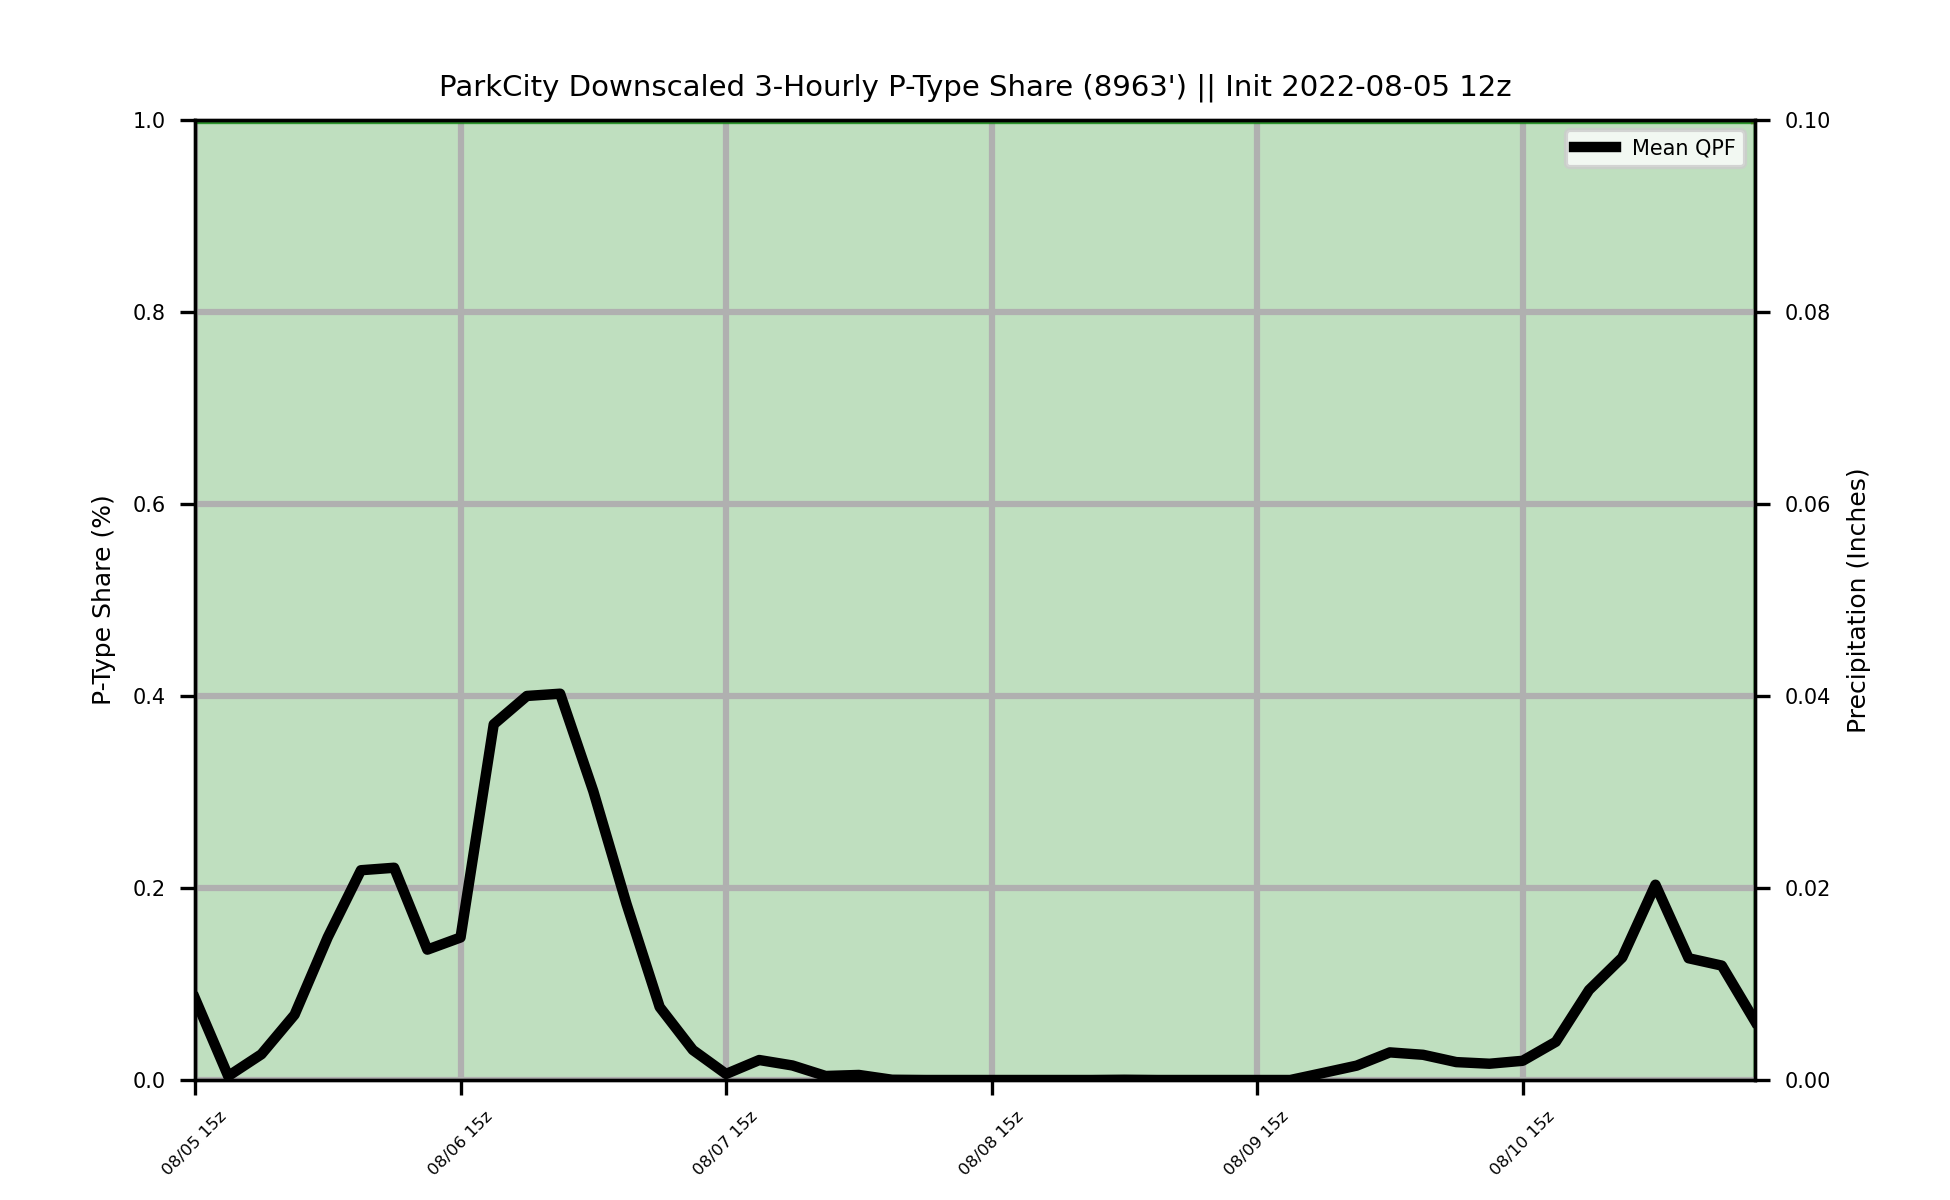 ParkCity Downscaled 3-Hourly P-Type Share (8963') || Init 2022-08-05 12z
Mean QPF
P-Type Share (%)
1.0
0.8
0.6
0.4
0.2
0.0
0.10
0.08
0.06
0.04
0.02
0.00
Precipitation (Inches)
08/05 15z
08/06 15z
08/07 15z
08/08 15z
08/09 15z
08/10 15z